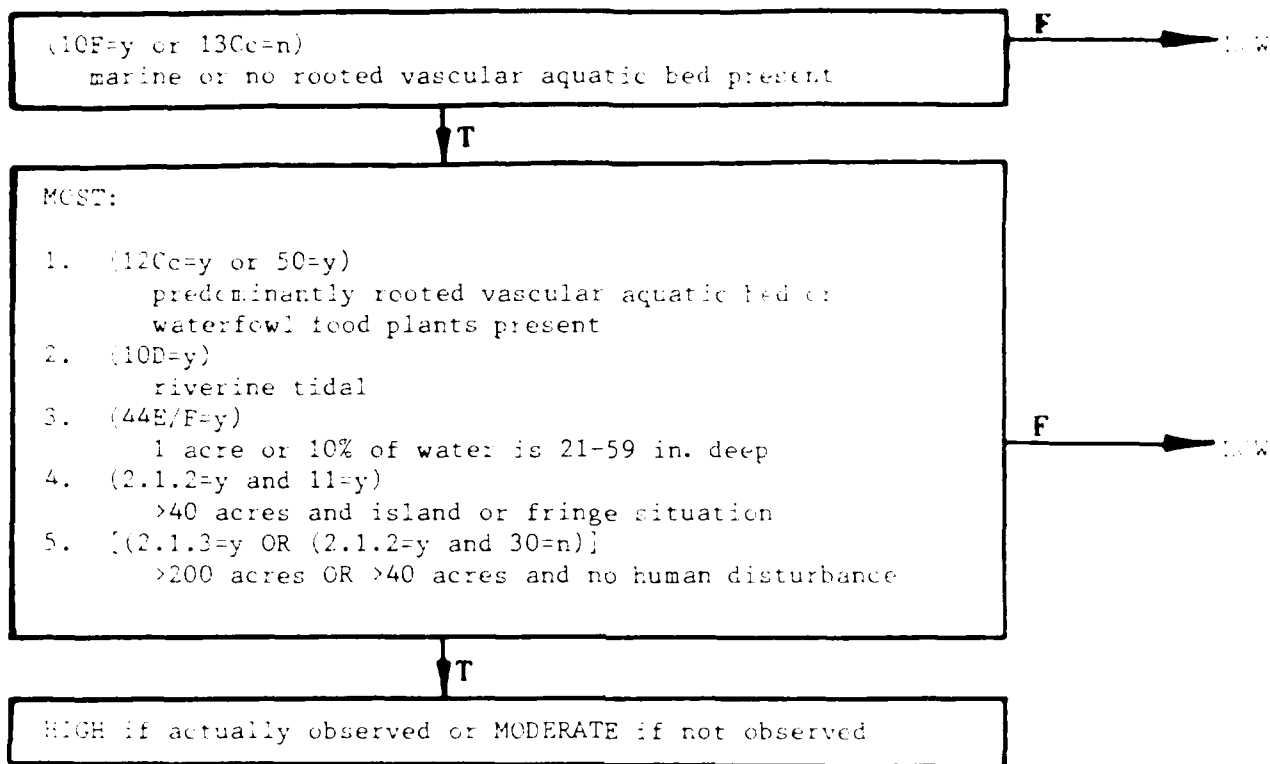 (10F=y or 13Cc=n) F LOW
marine or no rooted vascular aquatic bed present
T
MOST:
1. (12Cc=y or 50=y)
predominantly rooted vascular aquatic bed or
waterfowl food plants present
2. (10D=y)
riverine tidal
3. (44E/F=y)
1 acre or 10% of water is 21-59 in. deep
F LOW
4. (2.1.2=y and 11=y)
>40 acres and island or fringe situation
5. [(2.1.3=y OR (2.1.2=y and 30=n)]
>200 acres OR >40 acres and no human disturbance
T
HIGH if actually observed or MODERATE if not observed